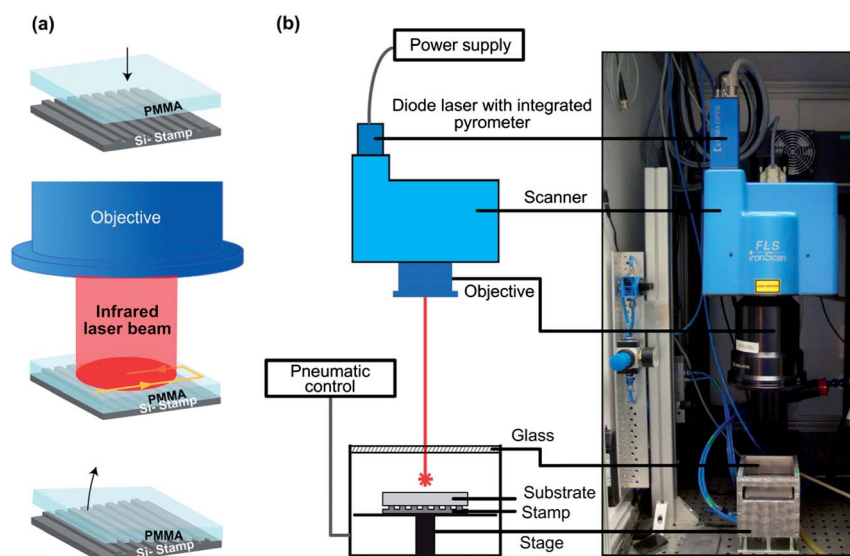 (a)
PMMA
Si- Stamp
Objective
Infrared
laser beam
PMMA
Si- Stamp
PMMA
Si- Stamp
(b)
Power supply
Diode laser with integrated
pyrometer
Scanner
Objective
Pneumatic
control
Glass
Substrate
Stamp
Stage
FLS
IronScan